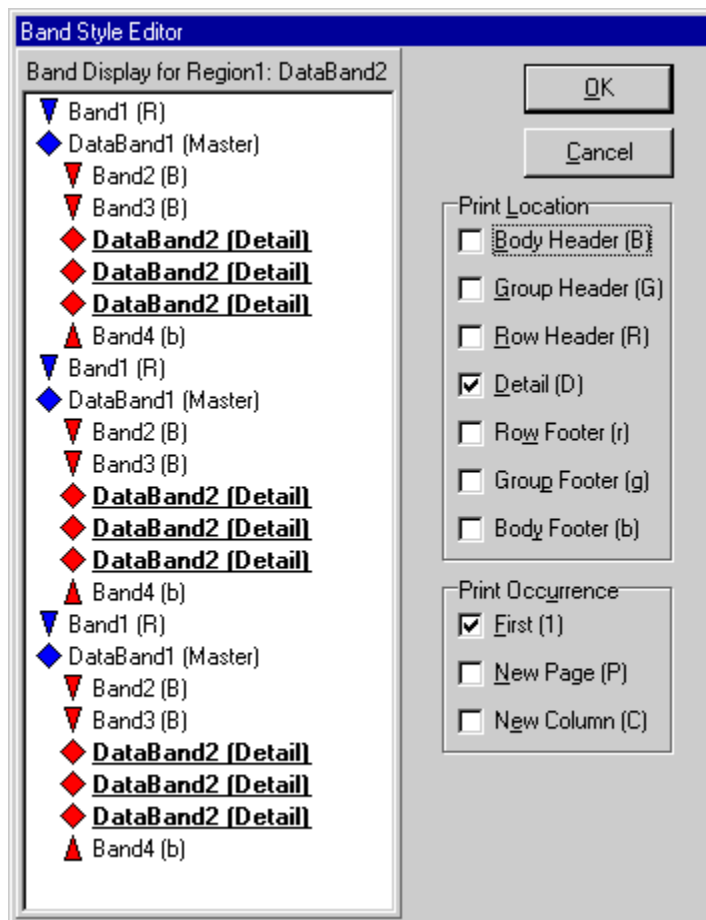 Band Style Editor
Band Display for Region1: DataBand2
Band1 (R)
DataBand1 (Master)
Band2 (B)
Band3 (B)
DataBand2 (Detail)
DataBand2 (Detail)
DataBand2 (Detail)
Band4 (b)
Band1 (R)
DataBand1 (Master)
Band2 (B)
Band3 (B)
DataBand2 (Detail)
DataBand2 (Detail)
DataBand2 (Detail)
Band4 (b)
Band1 (R)
DataBand1 (Master)
Band2 (B)
Band3 (B)
DataBand2 (Detail)
DataBand2 (Detail)
DataBand2 (Detail)
Band4 (b)
OK
Cancel
Print Location
Body Header (B)
Group Header (G)
Row Header (R)
Detail (D)
Row Footer (r)
Group Footer (g)
Body Footer (b)
Print Occurrence
First (1)
New Page (P)
New Column (C)